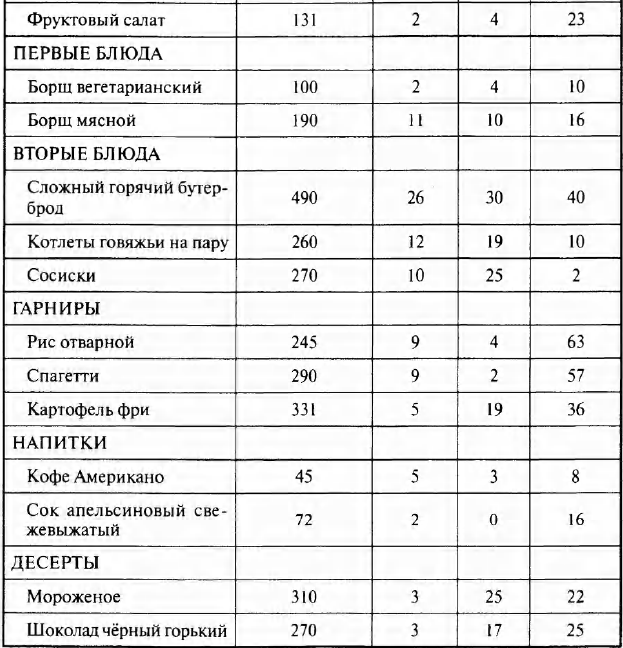 Фруктовый салат 131 2 4 23
ПЕРВЫЕ БЛЮДА
Борщ вегетарианский 100 2 4 10
Борщ мясной 190 11 10 16
ВТОРЫЕ БЛЮДА
Сложный горячий бутер-
брод 490 26 30 40
Котлеты говяжьи на пару 260 12 19 10
Сосиски 270 10 25 2
ГАРНИРЫ
Рис отварной 245 9 4 63
Спагетти 290 9 2 57
Картофель фри 331 5 19 36
НАПИТКИ
Кофе Американо 45 5 3 8
Сок апельсиновый све-
жевыжатый 72 2 0 16
ДЕСЕРТЫ
Мороженое 310 3 25 22
Шоколад чёрный горький 270 3 17 25